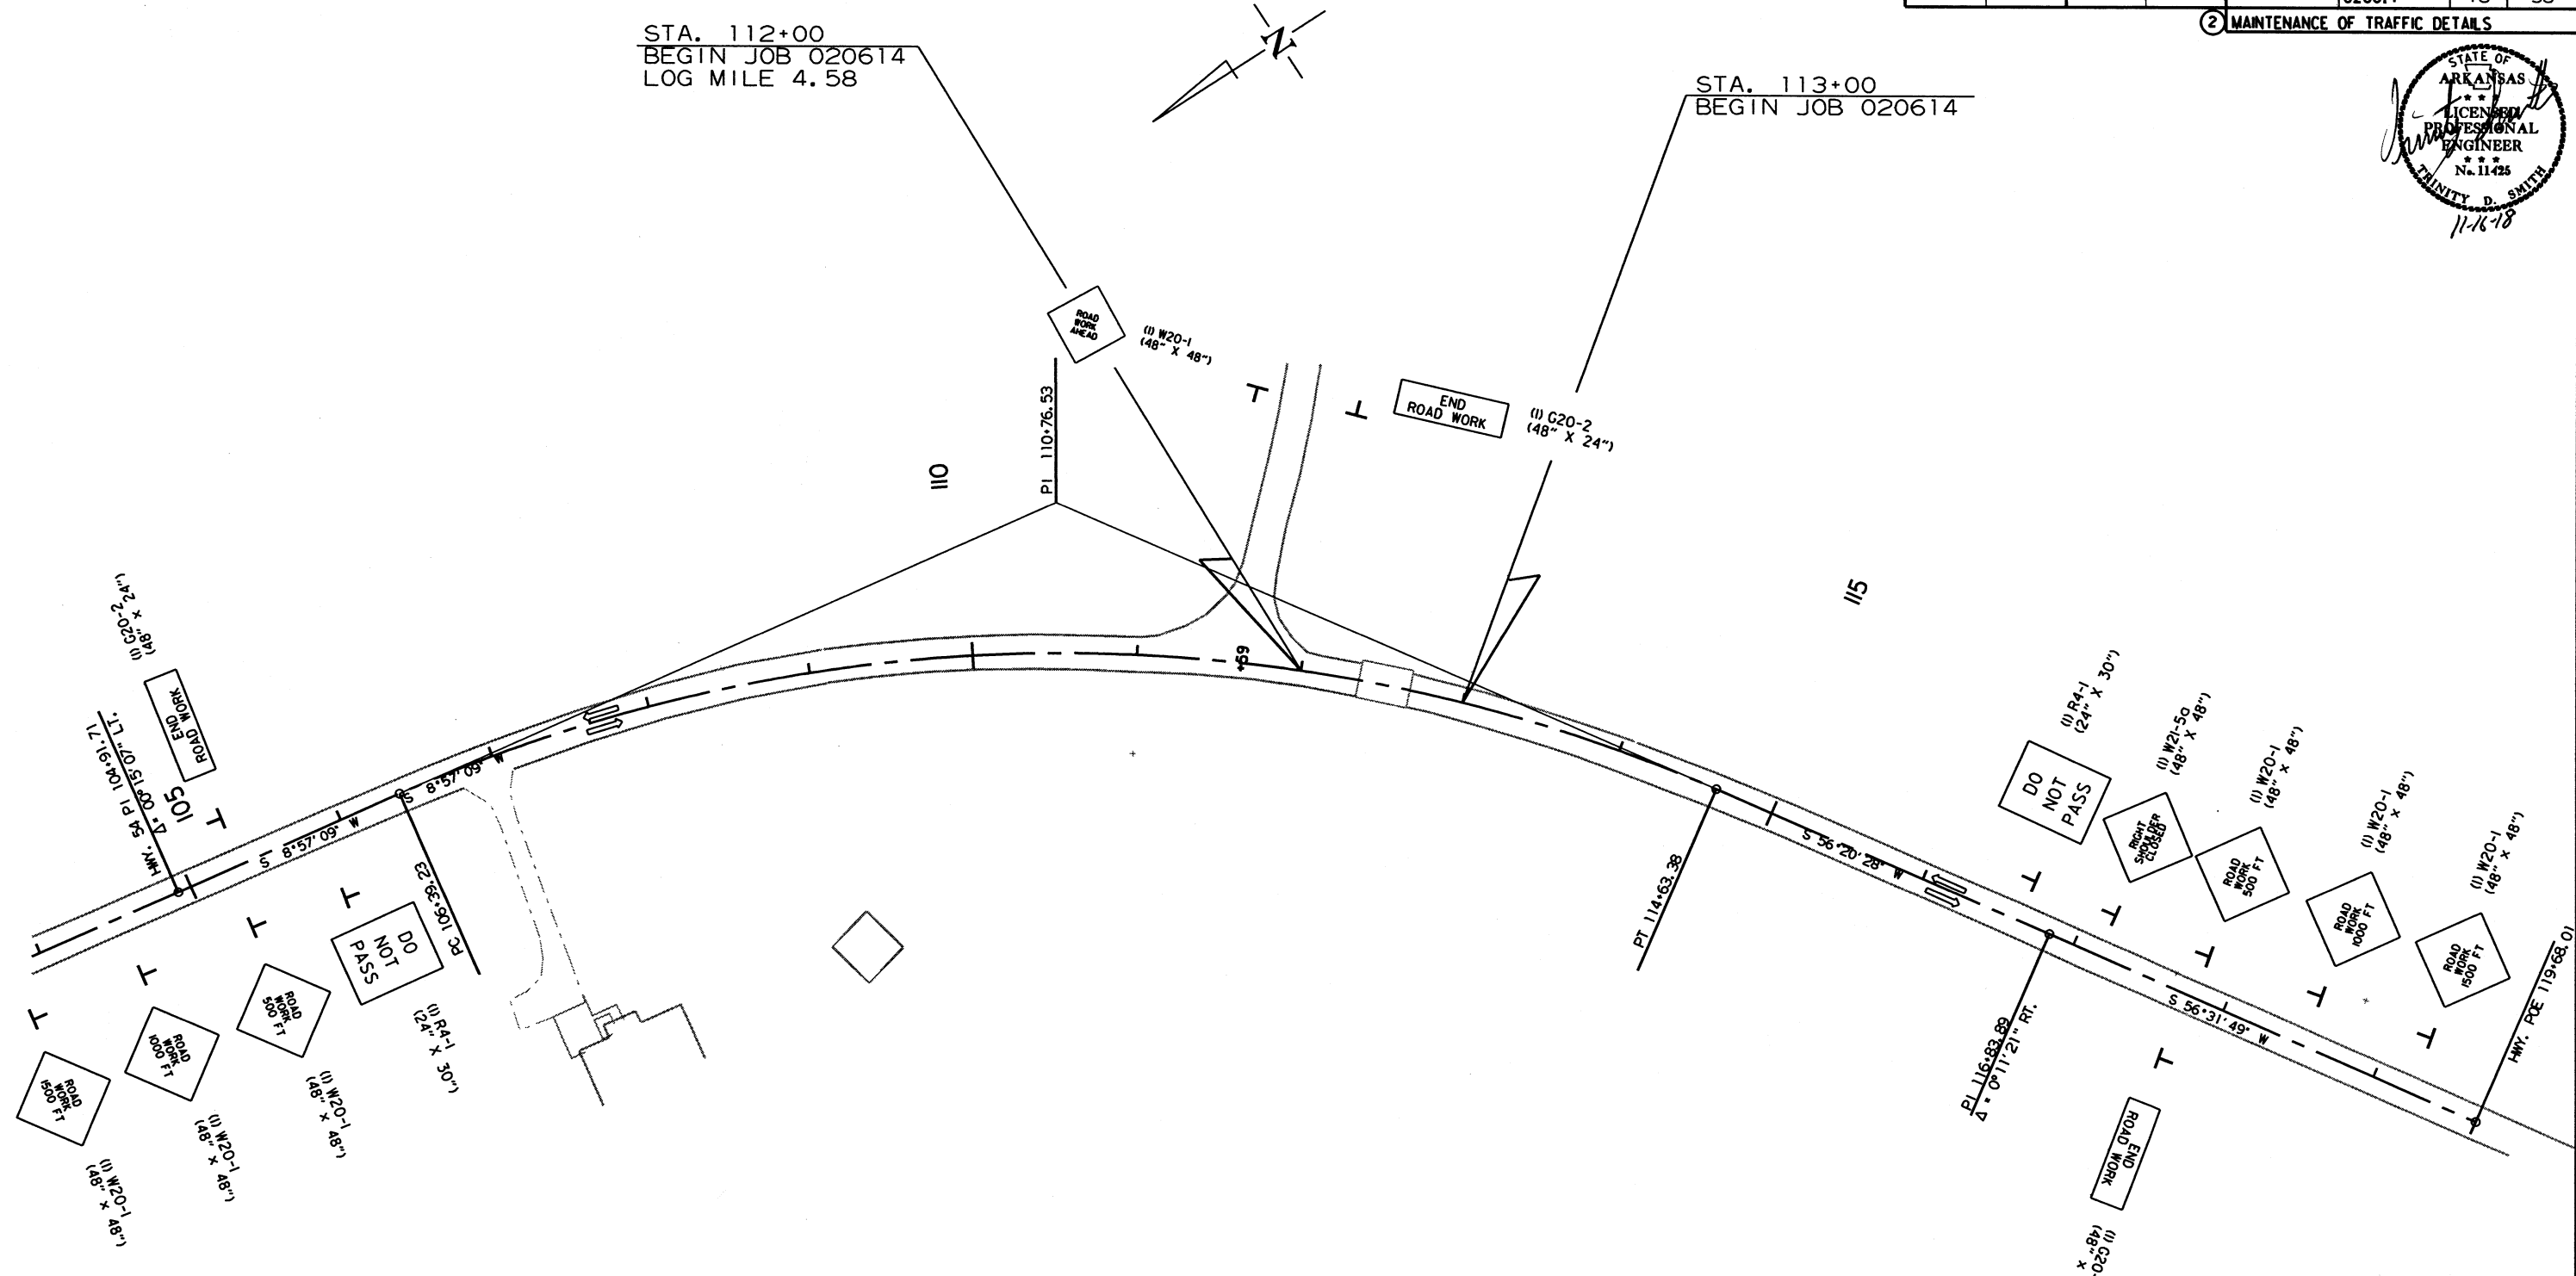 STA. 112+00
BEGIN JOB 020614
LOG MILE 4.58
N
STA. 113+00
BEGIN JOB 020614
2 MAINTENANCE OF TRAFFIC DETAILS
STATE OF
ARKANSAS
★ ★ ★
LICENSED
PROFESSIONAL
ENGINEER
★ ★ ★
No. 11425
TRINITY D. SMITH
11-16-18
ROAD
WORK
AHEAD
(1) W20-1
(48" X 48")
END
ROAD WORK
(1) G20-2
(48" X 24")
PI 110+76.53
110
115
+59
(1) G20-2
(48" X 24")
END
ROAD WORK
HWY. 54 PI 104+91.71
Δ= 00°15'07" LT.
105
S 8°57'09" W
S 8°57'09" W
PC 106+39.23
DO
NOT
PASS
(1) R4-1
(24" X 30")
ROAD
WORK
500 FT
(1) W20-1
(48" X 48")
ROAD
WORK
1000 FT
(1) W20-1
(48" X 48")
ROAD
WORK
1500 FT
(1) W20-1
(48" X 48")
PT 114+63.38
S 56°20'28" W
PI 116+83.89
Δ = 0°11'21" RT.
S 56°31'49" W
HWY. POE 119+68.01
DO
NOT
PASS
(1) R4-1
(24" X 30")
RIGHT
SHOULDER
CLOSED
(1) W21-5a
(48" X 48")
ROAD
WORK
500 FT
(1) W20-1
(48" X 48")
ROAD
WORK
1000 FT
(1) W20-1
(48" X 48")
ROAD
WORK
1500 FT
(1) W20-1
(48" X 48")
END
ROAD WORK
(1) G20-
(48" X